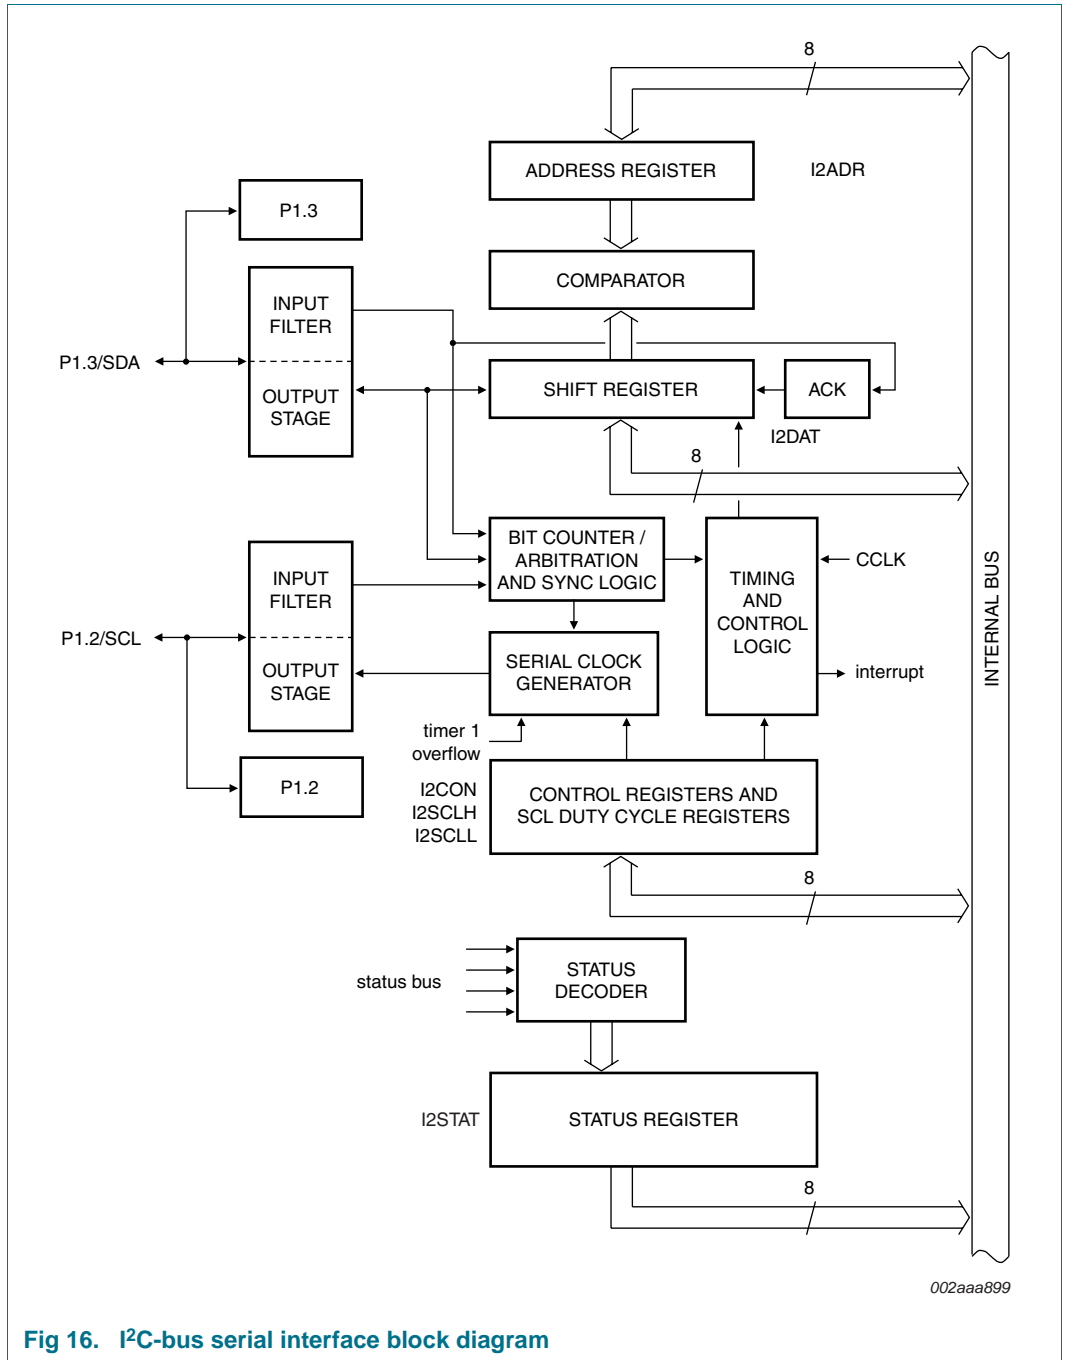 8
ADDRESS REGISTER
I2ADR
P1.3
COMPARATOR
INPUT
FILTER
P1.3/SDA
OUTPUT
STAGE
SHIFT REGISTER
ACK
I2DAT
8
BIT COUNTER /
ARBITRATION
AND SYNC LOGIC
INPUT
FILTER
TIMING
AND
CONTROL
LOGIC
CCLK
INTERNAL BUS
P1.2/SCL
OUTPUT
STAGE
SERIAL CLOCK
GENERATOR
interrupt
timer 1
overflow
P1.2
I2CON
I2SCLH
I2SCLL
CONTROL REGISTERS AND
SCL DUTY CYCLE REGISTERS
8
status bus
STATUS
DECODER
I2STAT
STATUS REGISTER
8
002aaa899
Fig 16. I²C-bus serial interface block diagram